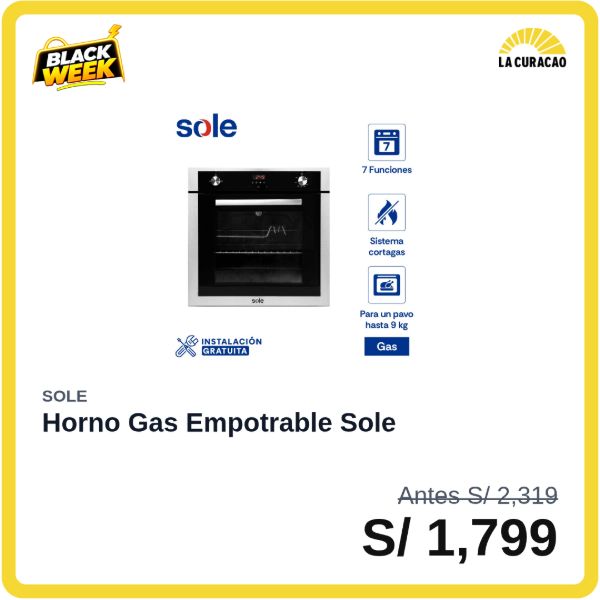 BLACK
WEEK
LA CURACAO
sole
7
7 Funciones
Sistema
cortagas
Para un pavo
hasta 9 kg
Gas
sole
INSTALACIÓN
GRATUITA
SOLE
Horno Gas Empotrable Sole
Antes S/ 2,319
S/ 1,799